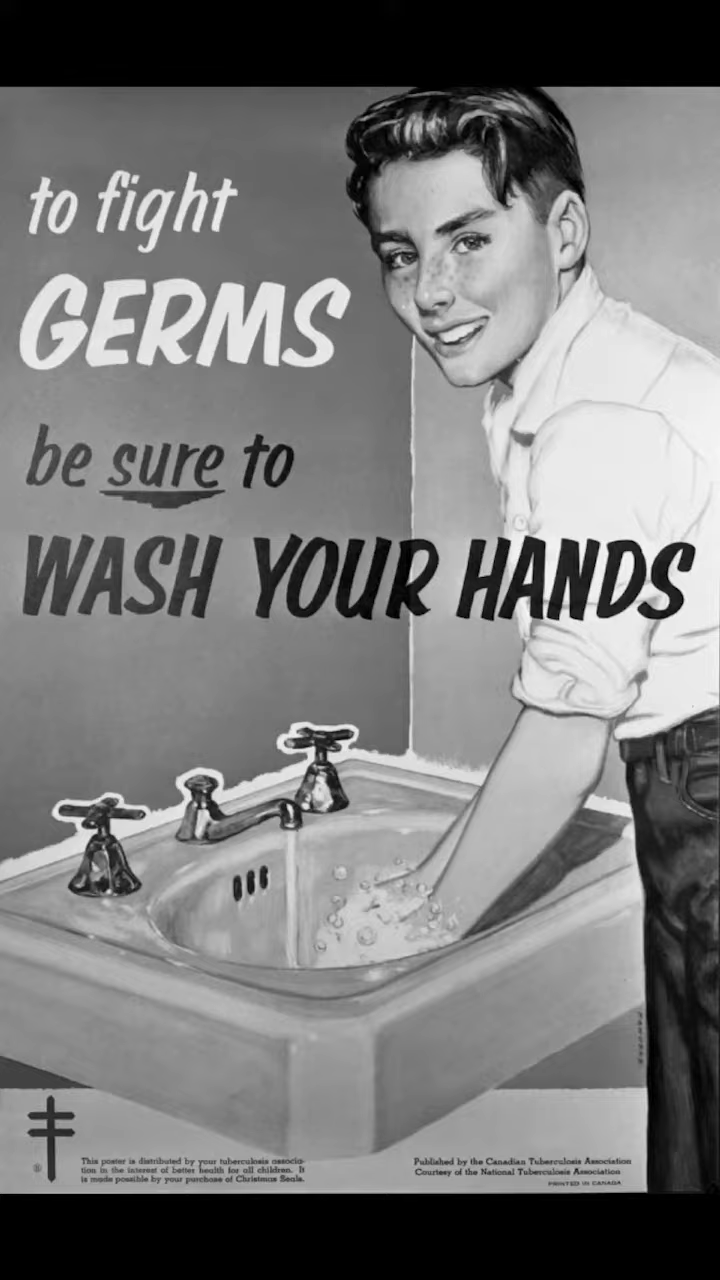 to fight
GERMS
be sure to
WASH YOUR HANDS
This poster is distributed by your tuberculosis associa-
tion in the interest of better health for all children. It
is made possible by your purchase of Christmas Seals.
Published by the Canadian Tuberculosis Association
Courtesy of the National Tuberculosis Association
PRINTED IN CANADA